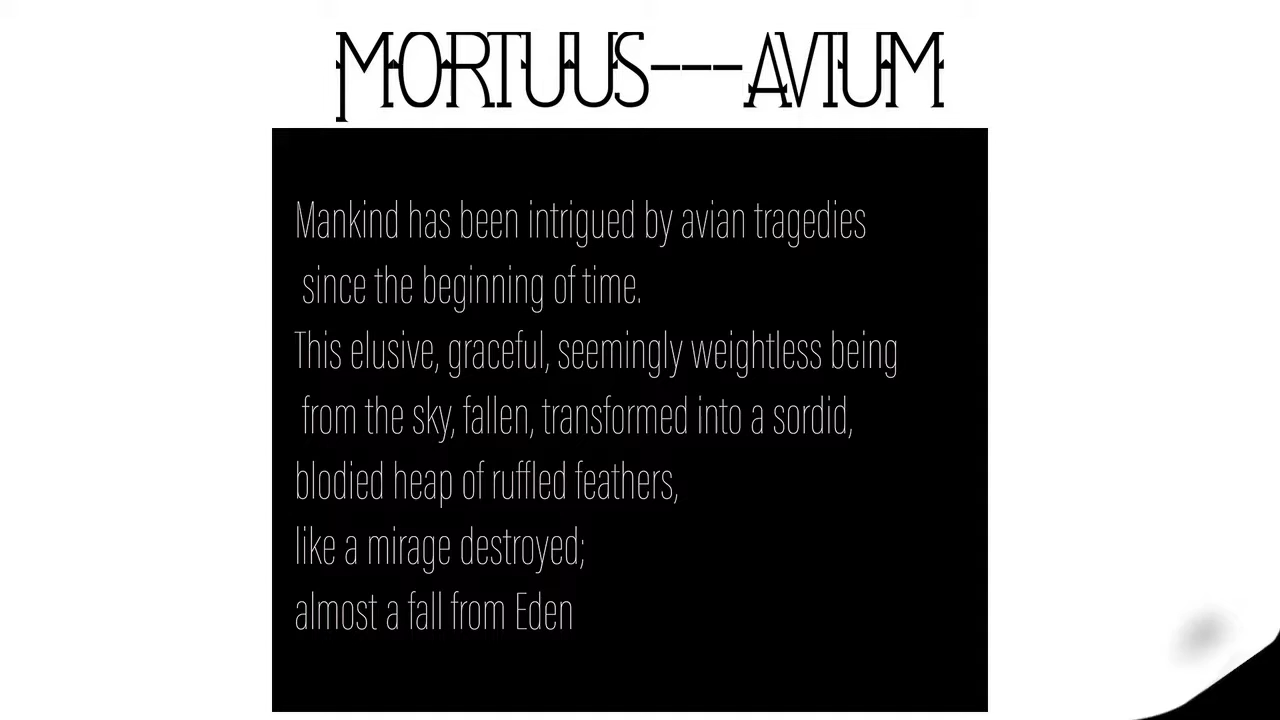 MORTUUS---AVIUM
Mankind has been intrigued by avian tragedies
since the beginning of time.
This elusive, graceful, seemingly weightless being
from the sky, fallen, transformed into a sordid,
blodied heap of ruffled feathers,
like a mirage destroyed;
almost a fall from Eden